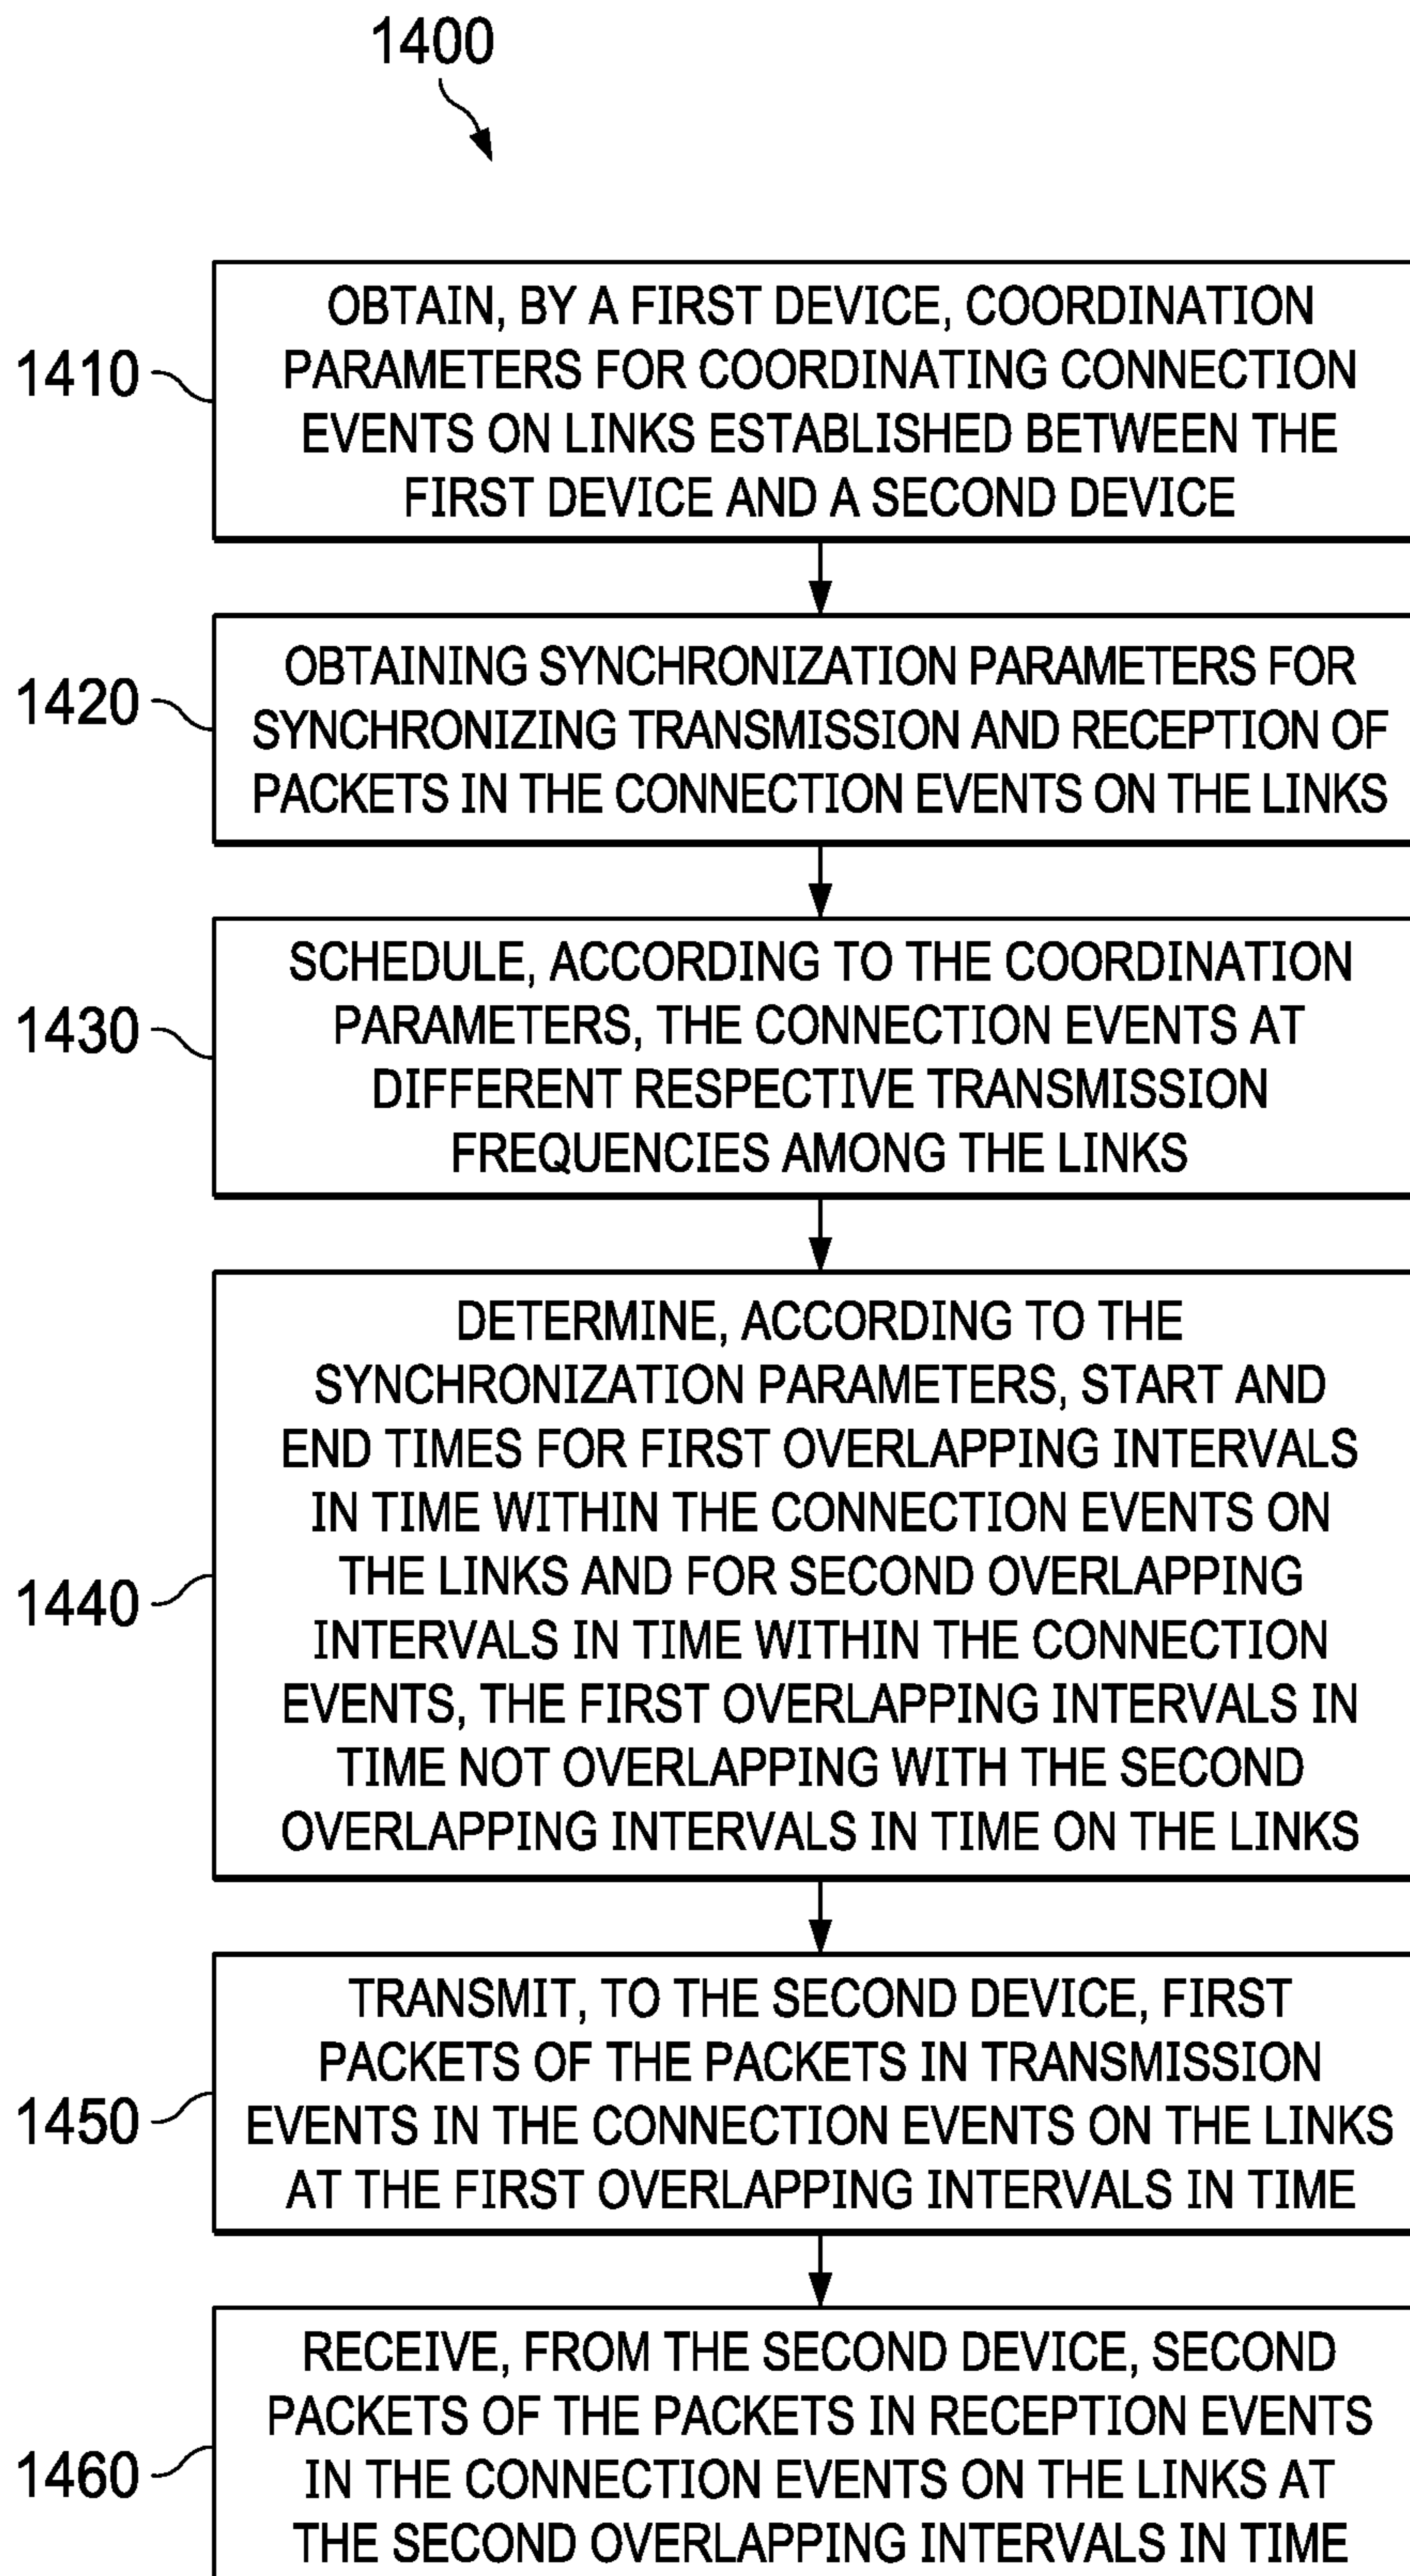 1400
1410
OBTAIN, BY A FIRST DEVICE, COORDINATION
PARAMETERS FOR COORDINATING CONNECTION
EVENTS ON LINKS ESTABLISHED BETWEEN THE
FIRST DEVICE AND A SECOND DEVICE
1420
OBTAINING SYNCHRONIZATION PARAMETERS FOR
SYNCHRONIZING TRANSMISSION AND RECEPTION OF
PACKETS IN THE CONNECTION EVENTS ON THE LINKS
1430
SCHEDULE, ACCORDING TO THE COORDINATION
PARAMETERS, THE CONNECTION EVENTS AT
DIFFERENT RESPECTIVE TRANSMISSION
FREQUENCIES AMONG THE LINKS
1440
DETERMINE, ACCORDING TO THE
SYNCHRONIZATION PARAMETERS, START AND
END TIMES FOR FIRST OVERLAPPING INTERVALS
IN TIME WITHIN THE CONNECTION EVENTS ON
THE LINKS AND FOR SECOND OVERLAPPING
INTERVALS IN TIME WITHIN THE CONNECTION
EVENTS, THE FIRST OVERLAPPING INTERVALS IN
TIME NOT OVERLAPPING WITH THE SECOND
OVERLAPPING INTERVALS IN TIME ON THE LINKS
1450
TRANSMIT, TO THE SECOND DEVICE, FIRST
PACKETS OF THE PACKETS IN TRANSMISSION
EVENTS IN THE CONNECTION EVENTS ON THE LINKS
AT THE FIRST OVERLAPPING INTERVALS IN TIME
1460
RECEIVE, FROM THE SECOND DEVICE, SECOND
PACKETS OF THE PACKETS IN RECEPTION EVENTS
IN THE CONNECTION EVENTS ON THE LINKS AT
THE SECOND OVERLAPPING INTERVALS IN TIME